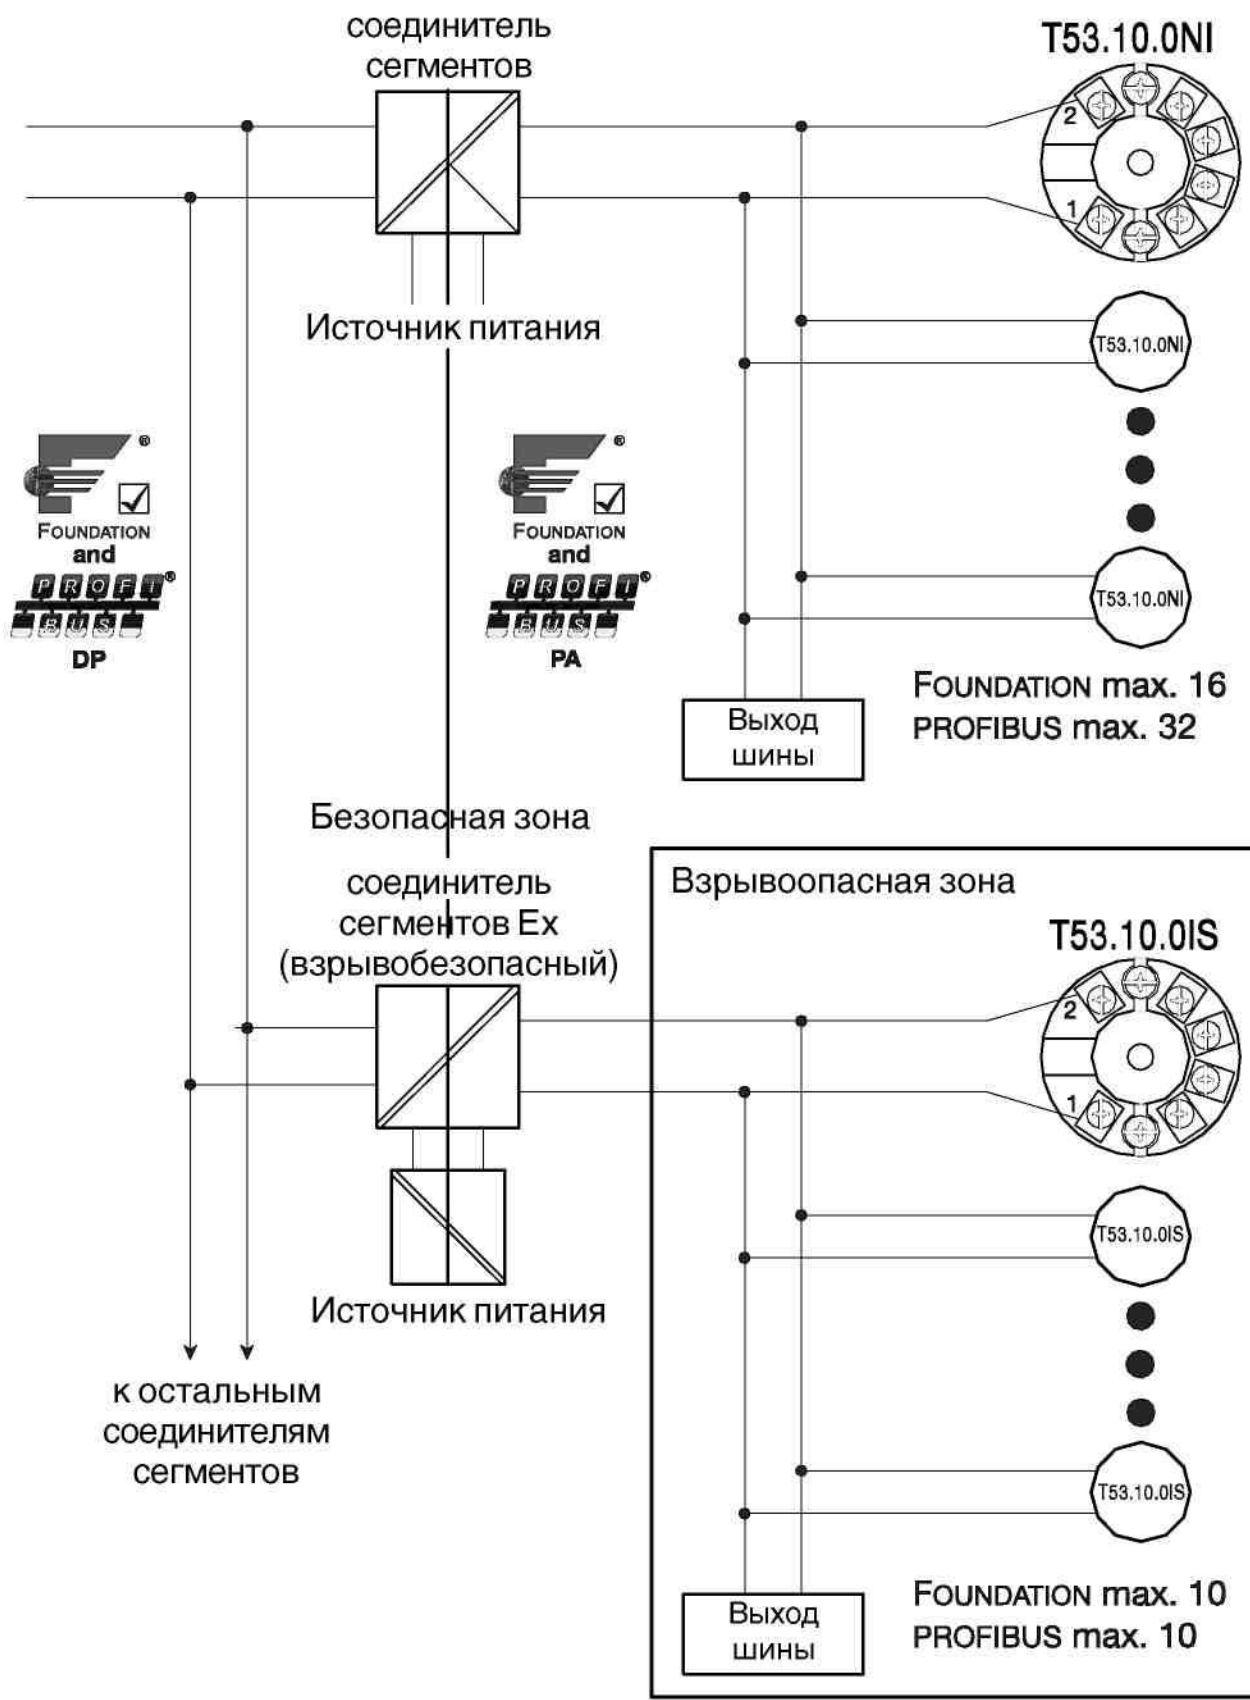 соединитель
сегментов
T53.10.0NI
2
1
Источник питания
T53.10.0NI
®
FOUNDATION
and
PROFI®
BUS
DP
®
FOUNDATION
and
PROFI®
BUS
PA
T53.10.0NI
FOUNDATION max. 16
PROFIBUS max. 32
Выход
шины
Безопасная зона
соединитель
сегментов Ex
(взрывобезопасный)
Взрывоопасная зона
T53.10.0IS
2
1
T53.10.0IS
Источник питания
к остальным
соединителям
сегментов
T53.10.0IS
FOUNDATION max. 10
PROFIBUS max. 10
Выход
шины